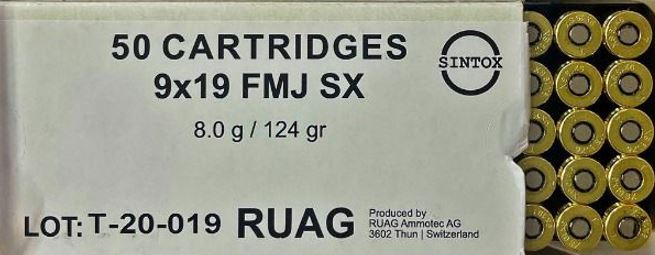 50 CARTRIDGES
SINTOX
9x19 FMJ SX
8.0 g / 124 gr
LOT: T-20-019 RUAG
Produced by
RUAG Ammotec AG
3602 Thun | Switzerland